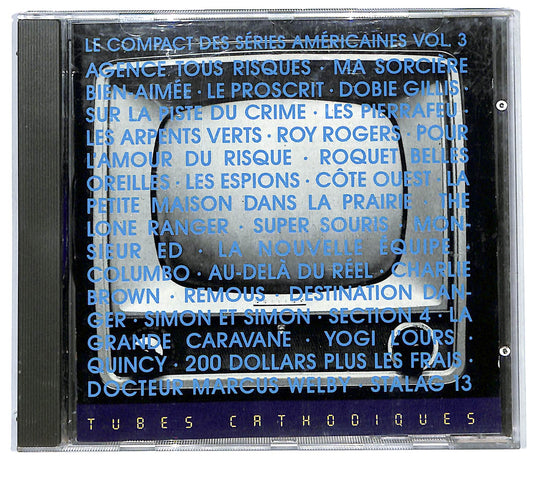 LE COMPACT DES SÉRIES AMÉRICAINES VOL. 3
AGENCE TOUS RISQUES · MA SORCIÈRE
BIEN-AIMÉE · LE PROSCRIT · DOBIE GILLIS ·
SUR LA PISTE DU CRIME · LES PIERRAFEU ·
LES ARPENTS VERTS · ROY ROGERS · POUR
L'AMOUR DU RISQUE · ROQUET BELLES
OREILLES · LES ESPIONS · CÔTE OUEST · LA
PETITE MAISON DANS LA PRAIRIE · THE
LONE RANGER · SUPER SOURIS · MON-
SIEUR ED · LA NOUVELLE ÉQUIPE ·
COLUMBO · AU-DELÀ DU RÉEL · CHARLIE
BROWN · REMOUS · DESTINATION DAN-
GER · SIMON ET SIMON · SECTION 4 · LA
GRANDE CARAVANE · YOGI L'OURS ·
QUINCY · 200 DOLLARS PLUS LES FRAIS ·
DOCTEUR MARCUS WELBY · STALAG 13
TUBES CATHODIQUES